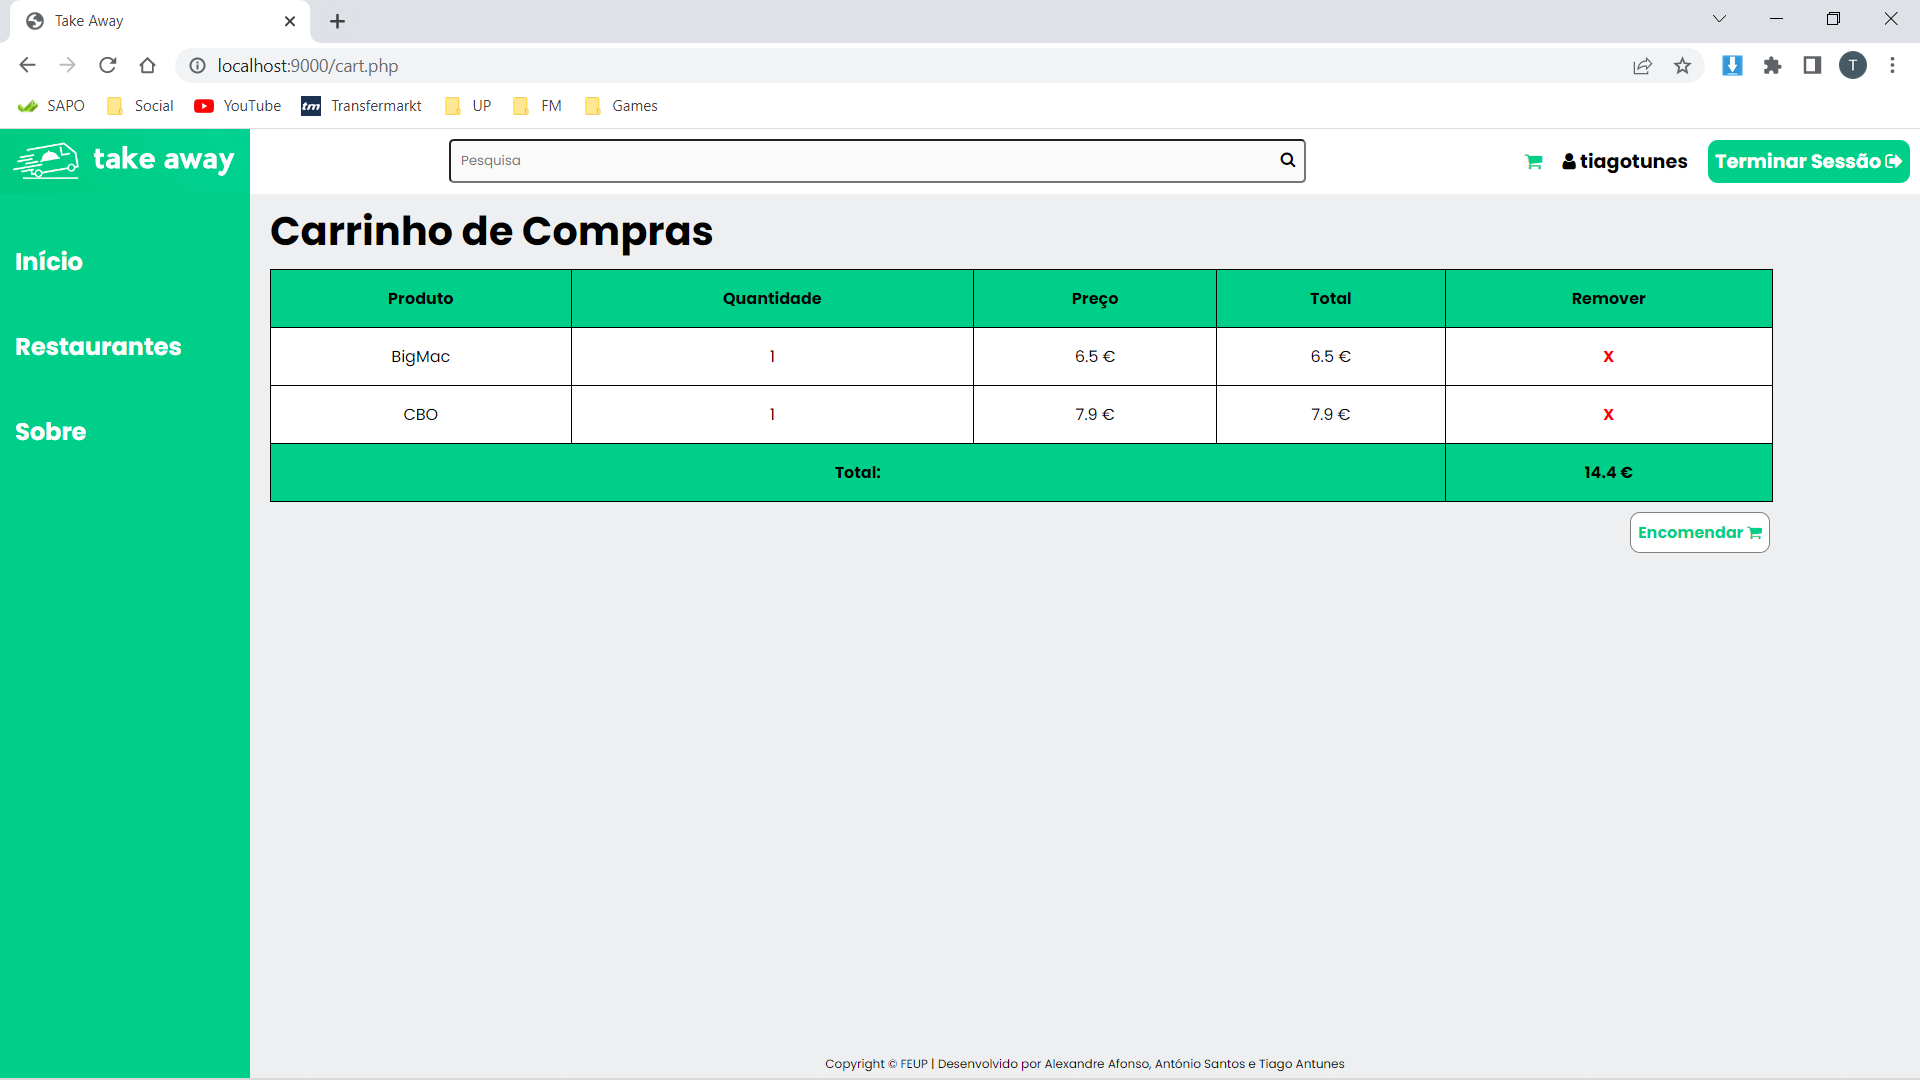 Take Away
localhost:9000/cart.php
T
SAPO Social YouTube tm Transfermarkt UP FM Games
take away
Pesquisa
tiagotunes
Terminar Sessão
Início
Restaurantes
Sobre
Carrinho de Compras
Produto Quantidade Preço Total Remover
BigMac 1 6.5 € 6.5 € X
CBO 1 7.9 € 7.9 € X
Total: 14.4 €
Encomendar
Copyright © FEUP | Desenvolvido por Alexandre Afonso, António Santos e Tiago Antunes